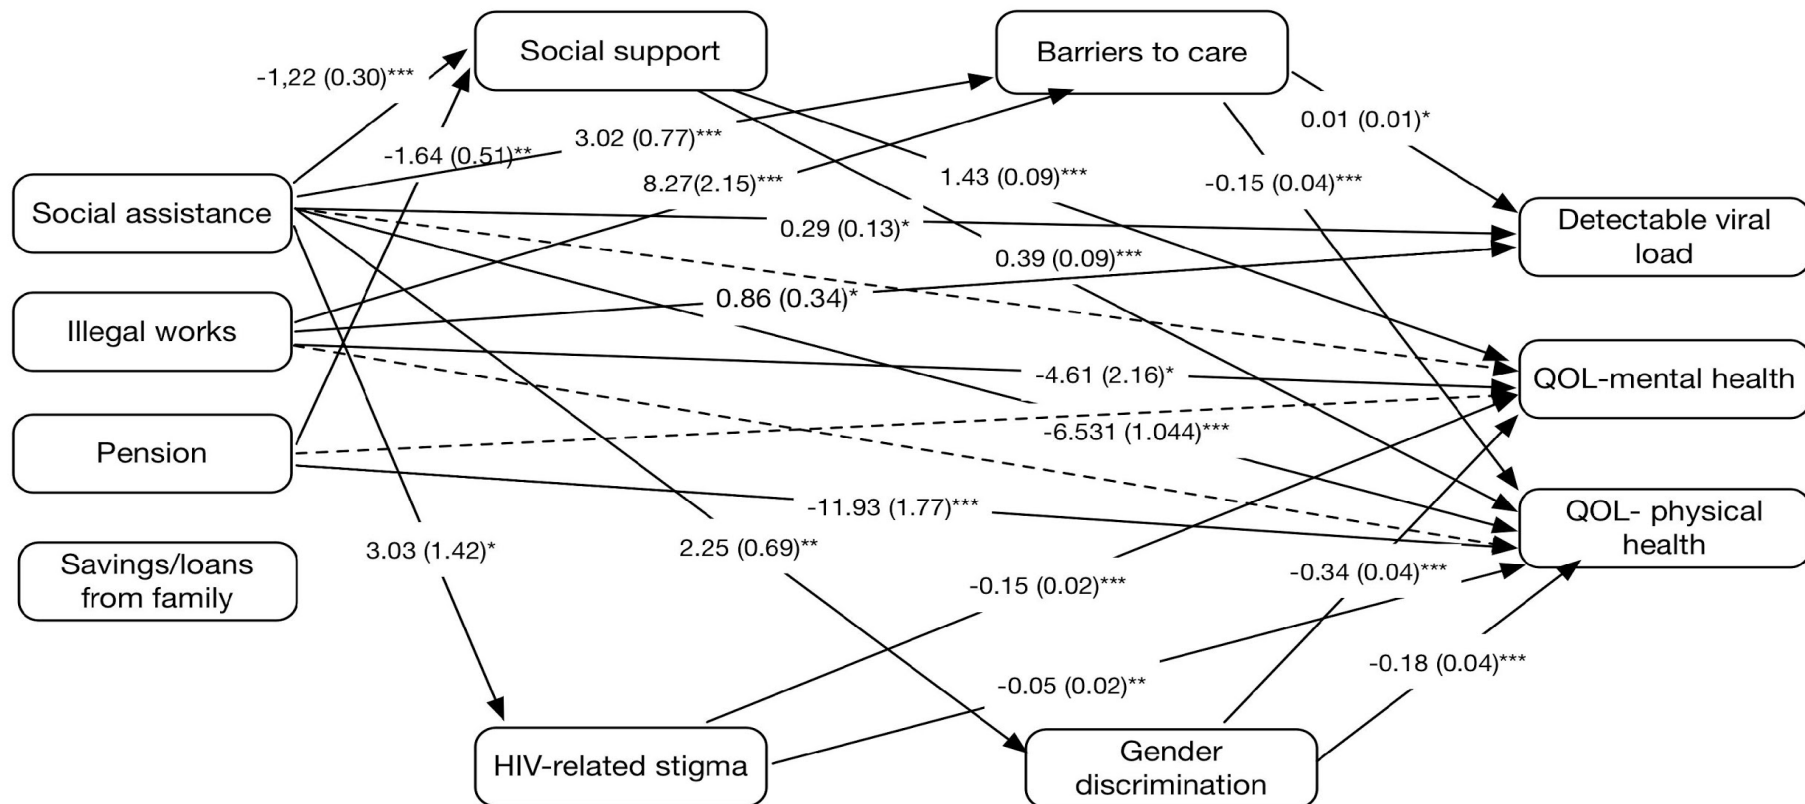 Social support
Barriers to care
-1,22 (0.30)***
0.01 (0.01)*
3.02 (0.77)***
-1.64 (0.51)**
8.27(2.15)***
1.43 (0.09)***
-0.15 (0.04)***
Social assistance
0.29 (0.13)*
Detectable viral
load
0.39 (0.09)***
0.86 (0.34)*
Illegal works
-4.61 (2.16)*
QOL-mental health
-6.531 (1.044)***
Pension
-11.93 (1.77)***
QOL- physical
health
3.03 (1.42)*
2.25 (0.69)**
Savings/loans
from family
-0.15 (0.02)***
-0.34 (0.04)***
-0.05 (0.02)**
-0.18 (0.04)***
HIV-related stigma
Gender
discrimination